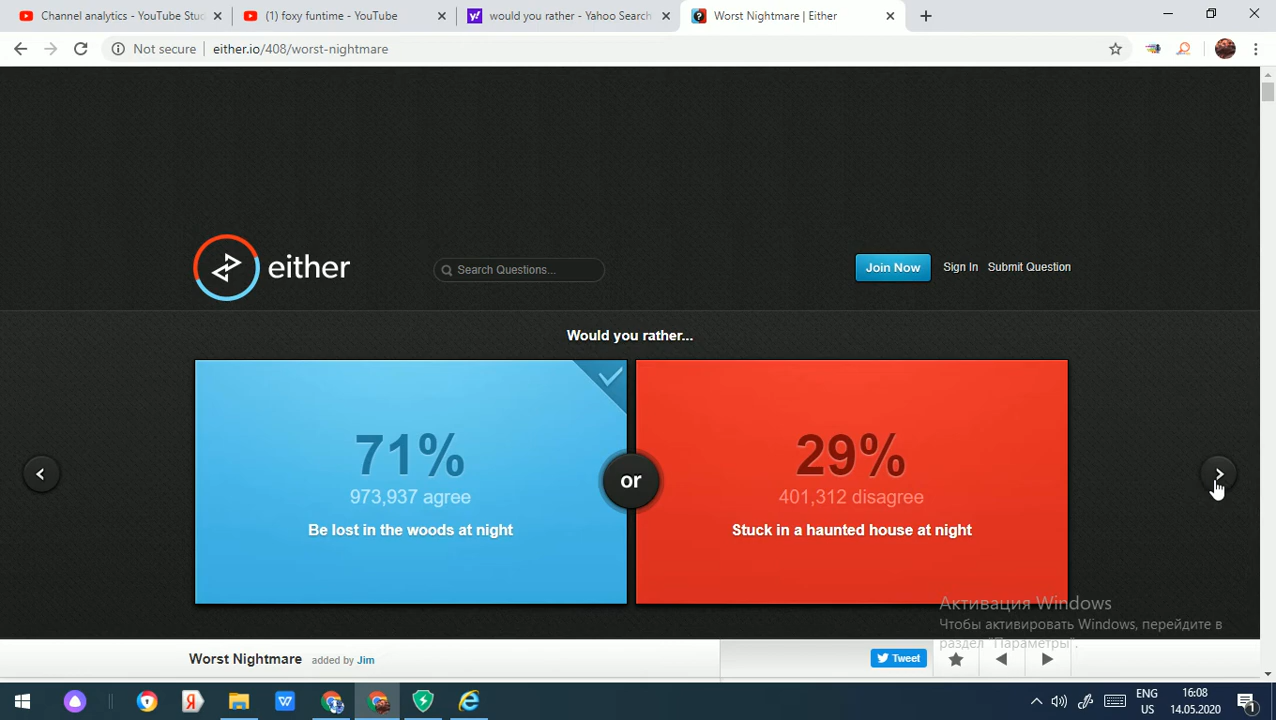 Channel analytics - YouTube Stu
(1) foxy funtime - YouTube
would you rather - Yahoo Search
Worst Nightmare | Either
Not secure
either.io/408/worst-nightmare
either
Search Questions...
Join Now
Sign In
Submit Question
Would you rather...
71%
973,937 agree
Be lost in the woods at night
or
29%
401,312 disagree
Stuck in a haunted house at night
Активация Windows
Чтобы активировать Windows, перейдите в
раздел "Параметры".
Worst Nightmare
added by Jim
Tweet
ENG
US
16:08
14.05.2020
1